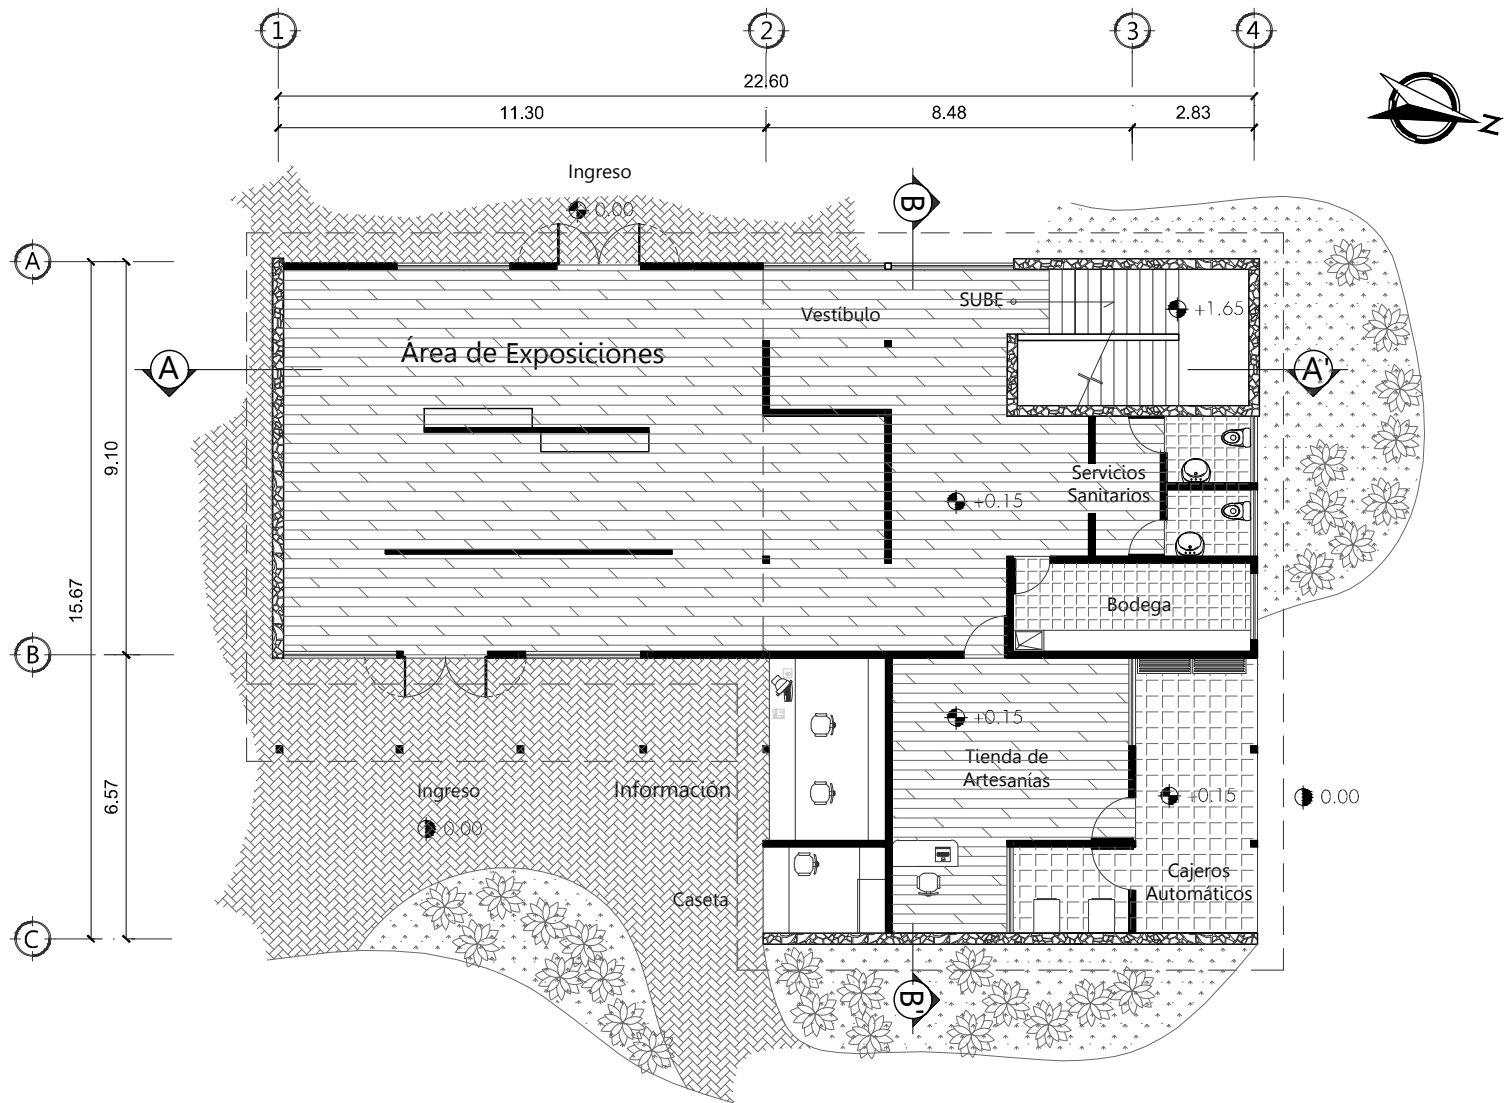 1
2
3
4
22.60
11.30
8.48
2.83
N
Ingreso
0.00
B
A
SUBE
+1.65
Vestíbulo
Área de Exposiciones
A
A'
9.10
Servicios
Sanitarios
+0.15
15.67
Bodega
B
+0.15
Tienda de
Artesanías
6.57
Ingreso
Información
+0.15
0.00
0.00
Cajeros
Automáticos
Caseta
C
B'